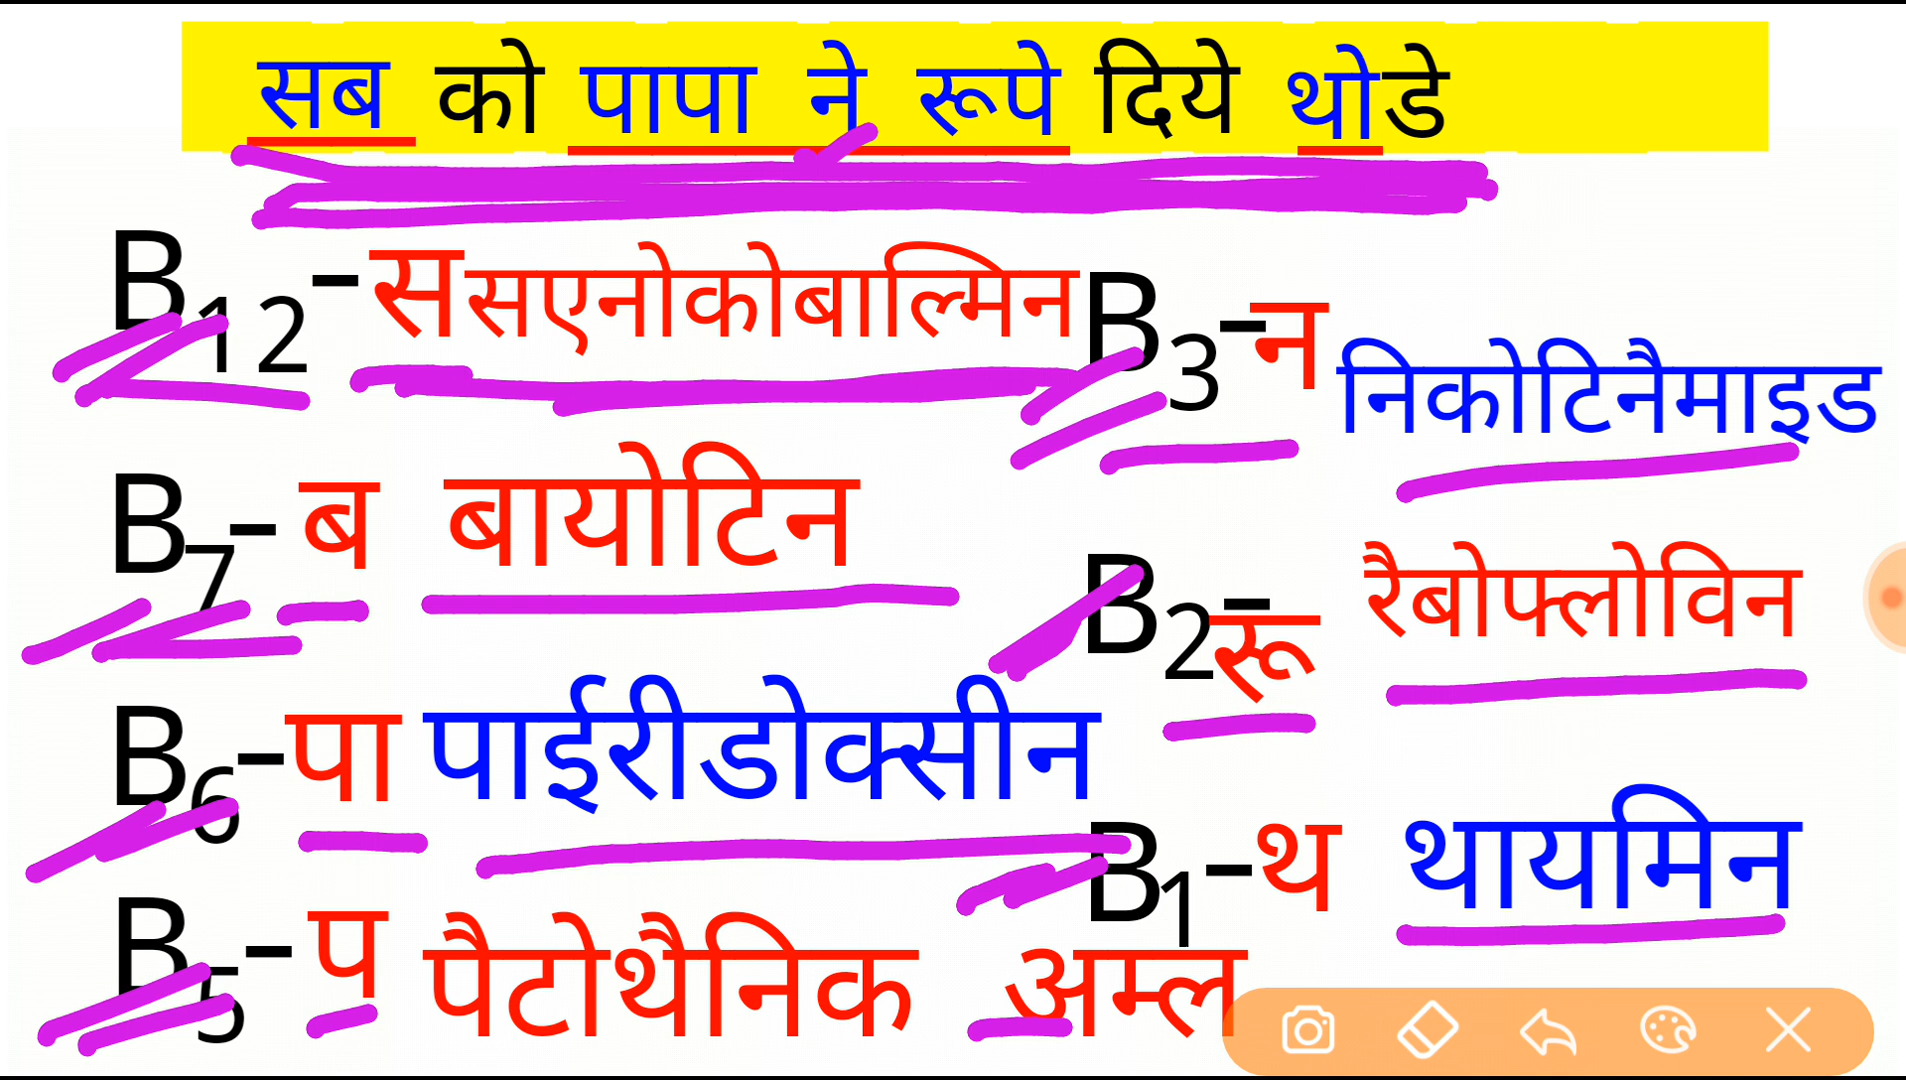 सब को पापा ने रूपे दिये थोडे
B12-स सएनोकोबाल्मिन
B7- ब बायोटिन
B6-पा पाईरीडोक्सीन
B5- प पैटोथैनिक अम्ल
B3-न निकोटिनैमाइड
B2-रू रैबोफ्लोविन
B1-थ थायमिन